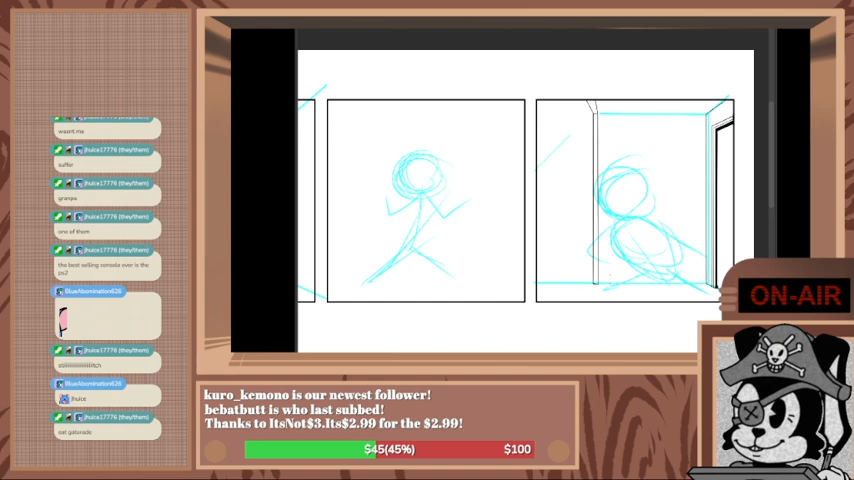 jhuice17776 (they/them)
wasnt me
jhuice17776 (they/them)
suffer
jhuice17776 (they/them)
granpa
jhuice17776 (they/them)
one of them
jhuice17776 (they/them)
the best selling console ever is the
ps2
BlueAbomination626
jhuice17776 (they/them)
BlueAbomination626
jhuice
jhuice17776 (they/them)
eat gatorade
ON-AIR
kuro_kemono is our newest follower!
bebatbutt is who last subbed!
Thanks to ItsNot$3.Its$2.99 for the $2.99!
$45(45%) $100